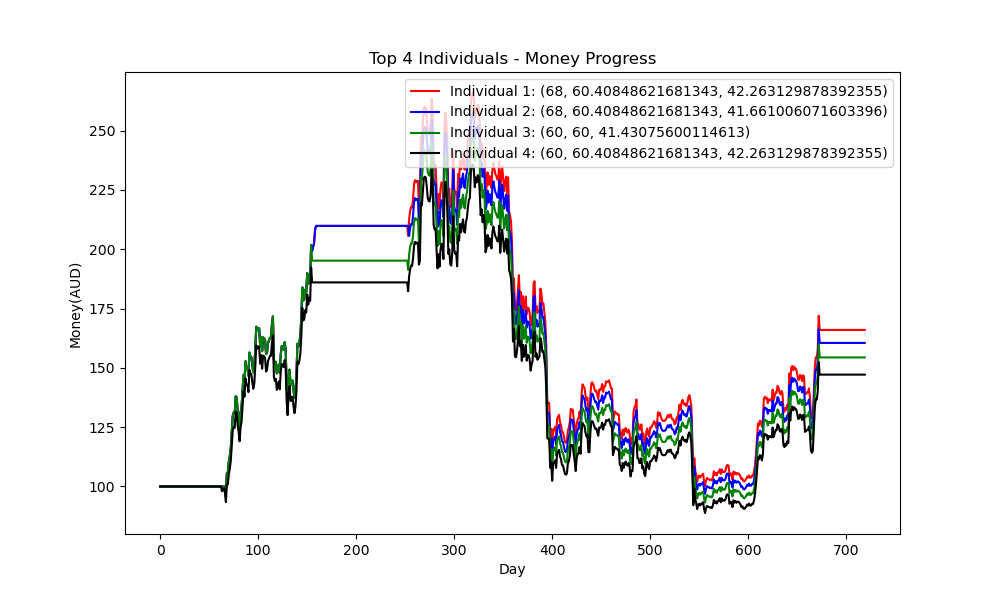 Top 4 Individuals - Money Progress
Individual 1: (68, 60.40848621681343, 42.263129878392355)
Individual 2: (68, 60.40848621681343, 41.661006071603396)
Individual 3: (60, 60, 41.43075600114613)
Individual 4: (60, 60.40848621681343, 42.263129878392355)
Money(AUD)
250
225
200
175
150
125
100
0 100 200 300 400 500 600 700
Day